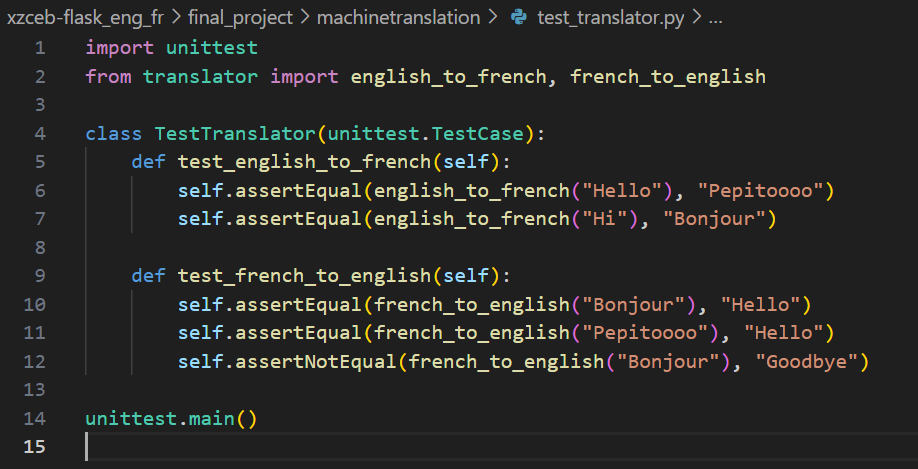 xzceb-flask_eng_fr > final_project > machinetranslation > test_translator.py > ...
1 import unittest
2 from translator import english_to_french, french_to_english
3
4 class TestTranslator(unittest.TestCase):
5     def test_english_to_french(self):
6         self.assertEqual(english_to_french("Hello"), "Pepitoooo")
7         self.assertEqual(english_to_french("Hi"), "Bonjour")
8
9     def test_french_to_english(self):
10         self.assertEqual(french_to_english("Bonjour"), "Hello")
11         self.assertEqual(french_to_english("Pepitoooo"), "Hello")
12         self.assertNotEqual(french_to_english("Bonjour"), "Goodbye")
13
14 unittest.main()
15